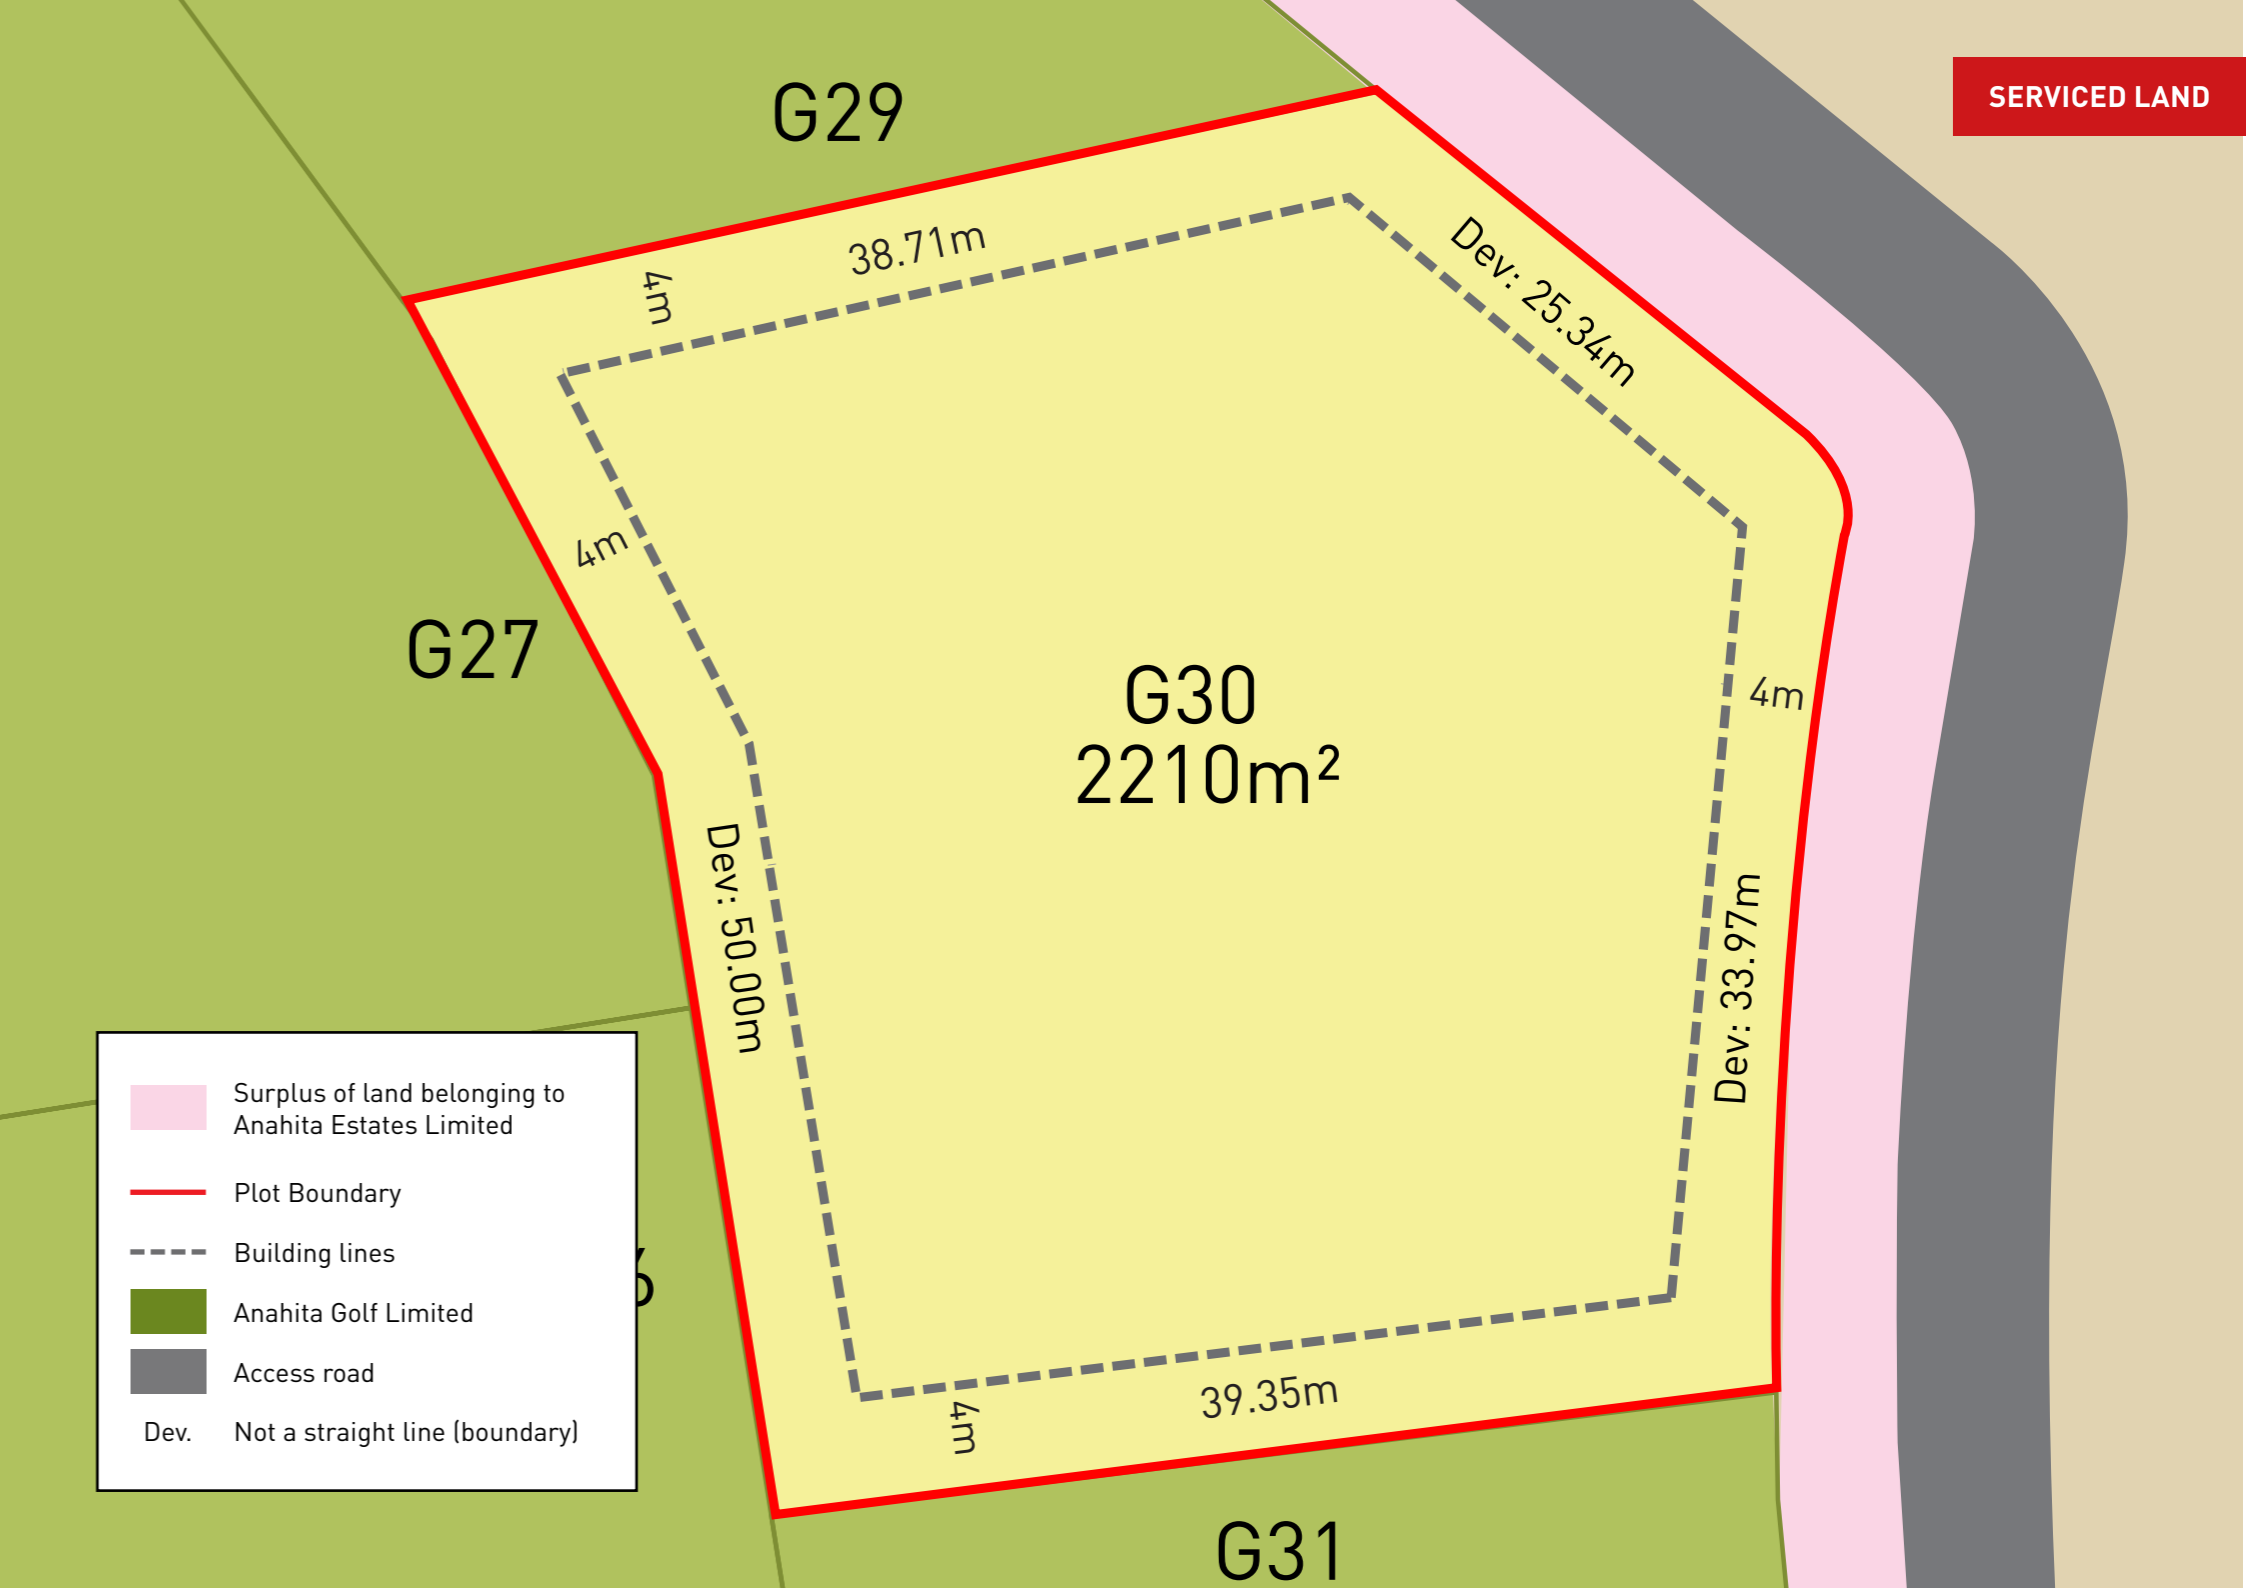 G29
SERVICED LAND
38.71m
4m
Dev: 25.34m
4m
G27
G30
2210m²
4m
Dev: 50.00m
Dev: 33.97m
39.35m
4m
G31
Surplus of land belonging to
Anahita Estates Limited
Plot Boundary
Building lines
Anahita Golf Limited
Access road
Dev. Not a straight line (boundary)